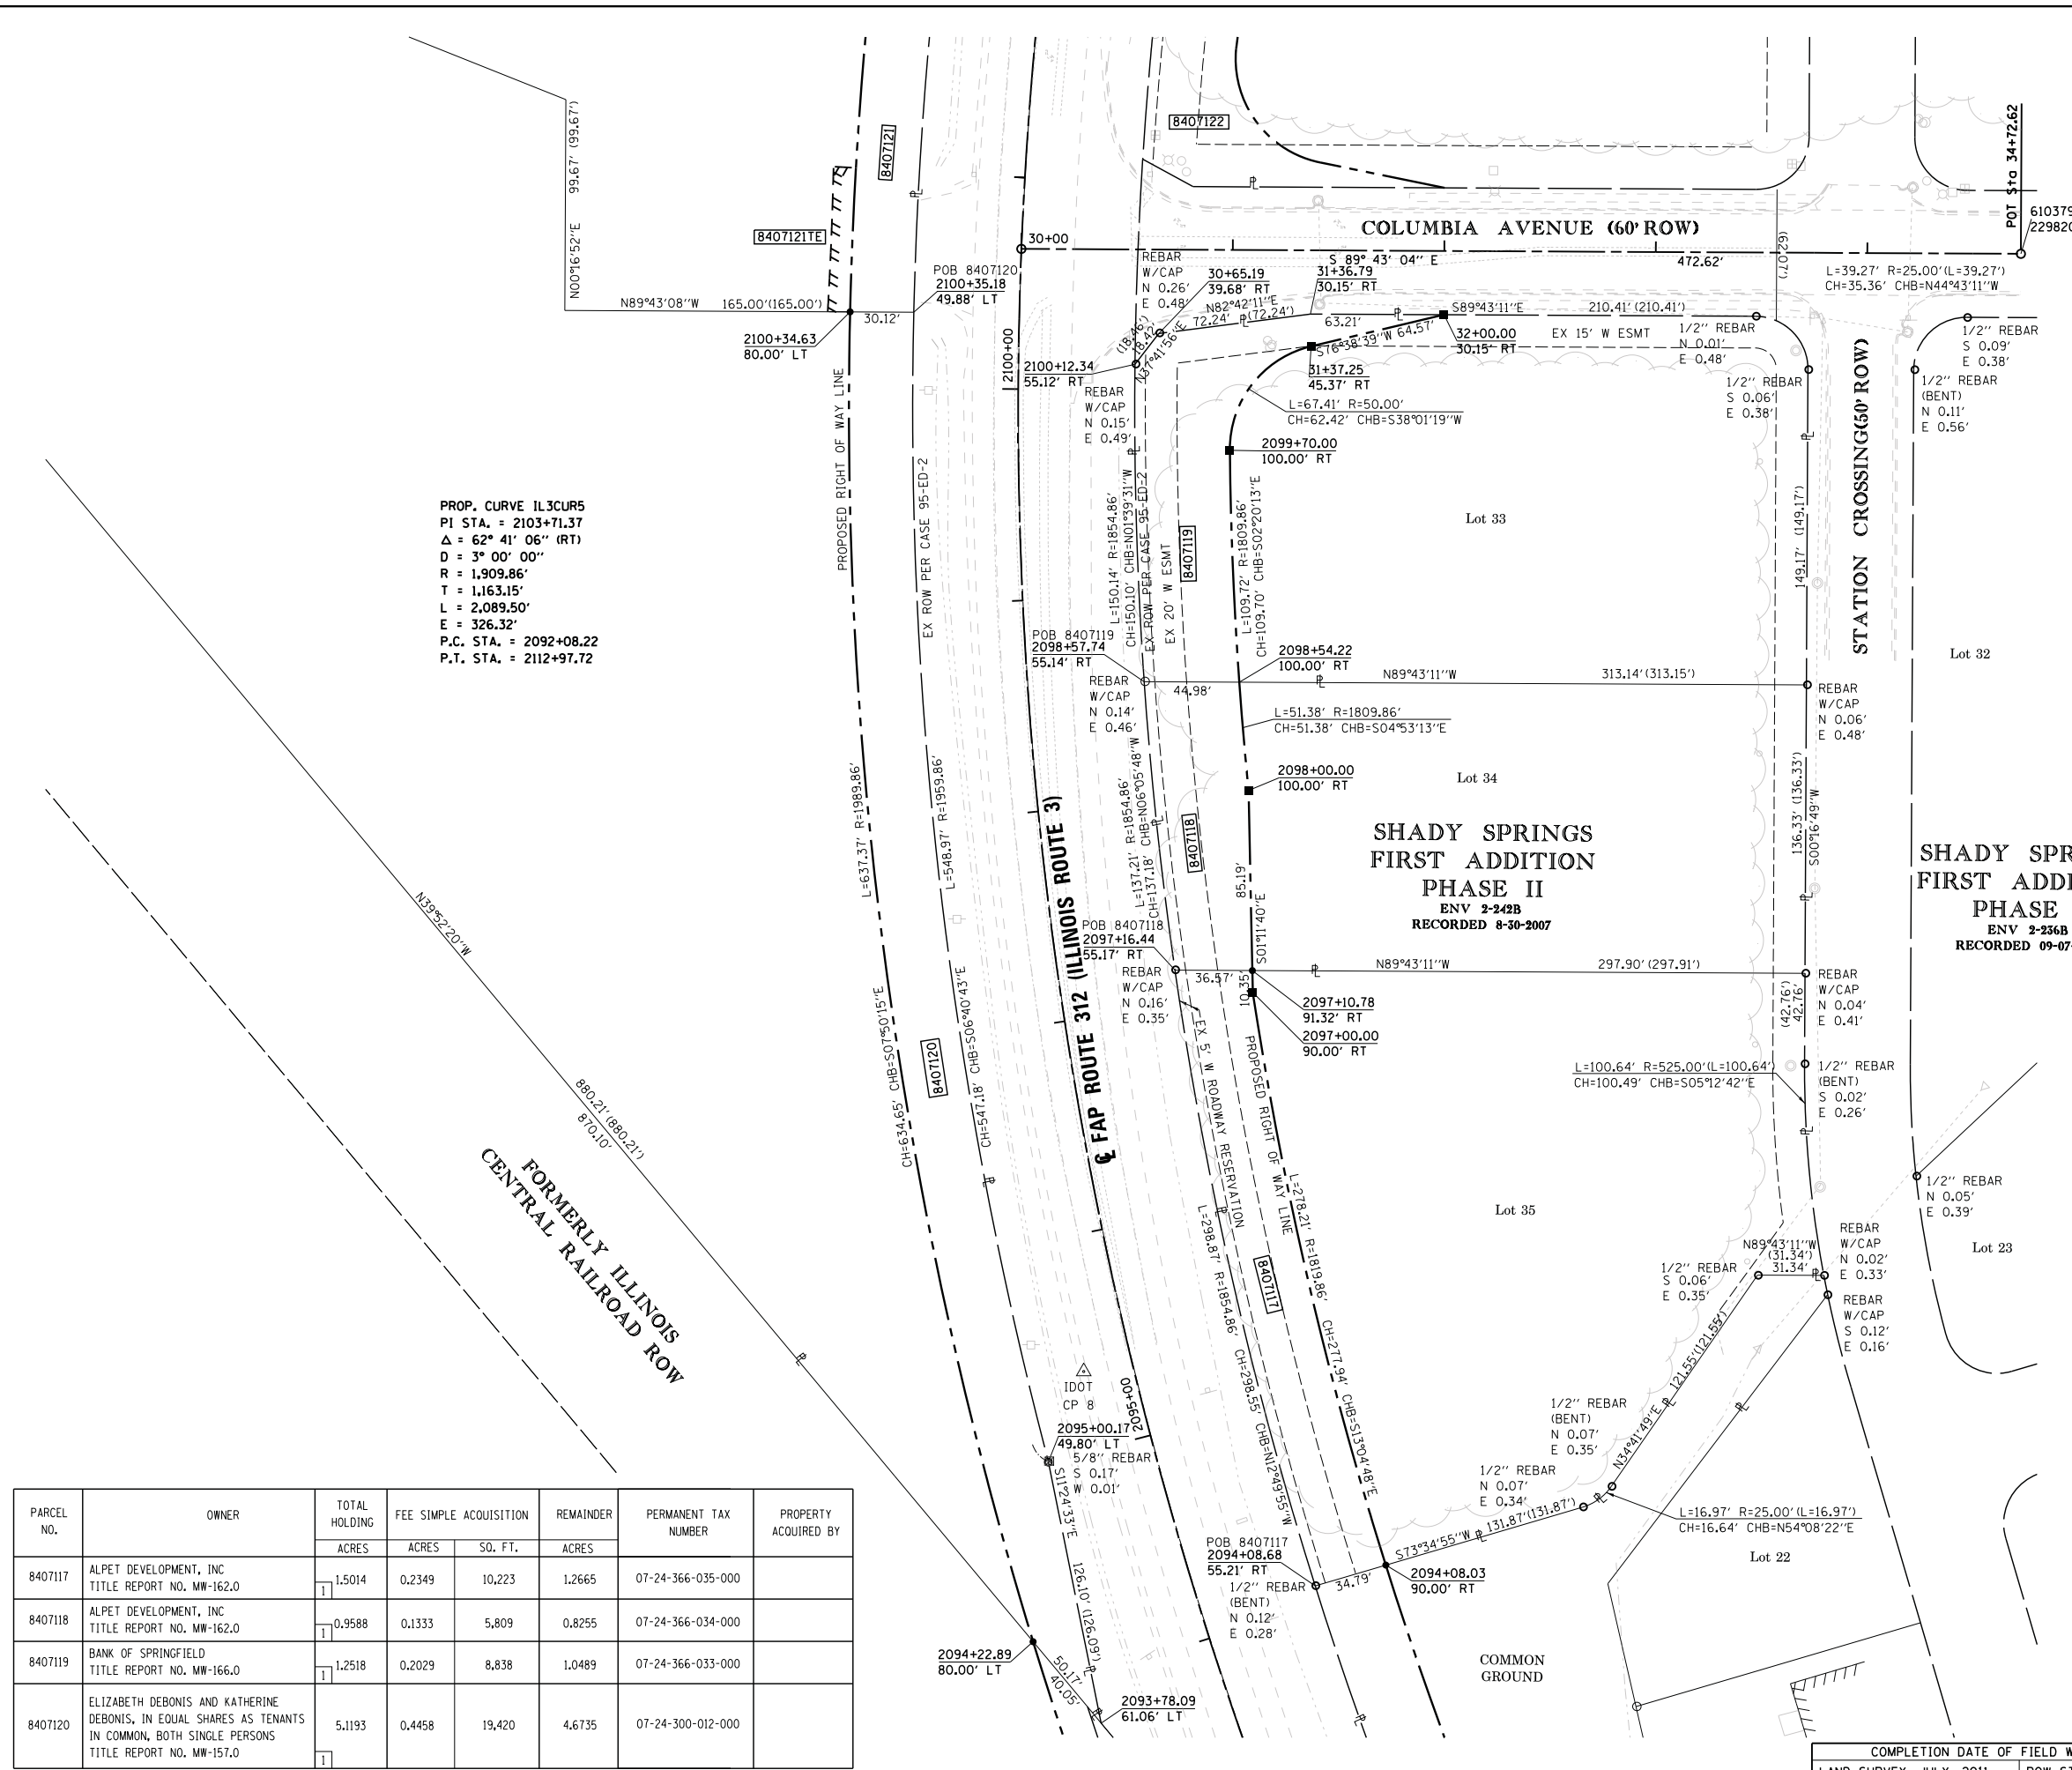 8407122
8407121
8407121TE
99.67' (99.67')
N00°16'52"E
N89°43'08"W 165.00'(165.00')
30.12'
POB 8407120
2100+35.18
49.88' LT
2100+34.63
80.00' LT
30+00
2100+00
COLUMBIA AVENUE (60' ROW)
S 89° 43' 04" E
472.62'
POT Sta 34+72.62
610379
229820
(62.07')
L=39.27' R=25.00'(L=39.27')
CH=35.36' CHB=N44°43'11"W
REBAR
W/CAP
N 0.26'
E 0.48'
30+65.19
39.68' RT
31+36.79
30.15' RT
N82°42'11"E
72.24' (72.24')
(18.46')
18.42'
N37°41'56"E
63.21'
S89°43'11"E
210.41' (210.41')
S76°38'39"W 64.57'
32+00.00
30.15' RT
EX 15' W ESMT
1/2" REBAR
N 0.01'
E 0.48'
1/2" REBAR
S 0.09'
E 0.38'
2100+12.34
55.12' RT
REBAR
W/CAP
N 0.15'
E 0.49'
31+37.25
45.37' RT
L=67.41' R=50.00'
CH=62.42' CHB=S38°01'19"W
1/2" REBAR
S 0.06'
E 0.38'
1/2" REBAR
(BENT)
N 0.11'
E 0.56'
2099+70.00
100.00' RT
PROPOSED RIGHT OF WAY LINE
EX ROW PER CASE 95-ED-2
L=150.14' R=1854.86'
CH=150.10' CHB=N01°39'31"W
EX ROW PER CASE 95-ED-2
EX 20' W ESMT
8407119
L=109.72' R=1809.86'
CH=109.70' CHB=S02°20'13"E
Lot 33
149.17' (149.17')
STATION CROSSING(50' ROW)
Lot 32
PROP. CURVE IL3CUR5
PI STA. = 2103+71.37
Δ = 62° 41' 06" (RT)
D = 3° 00' 00"
R = 1,909.86'
T = 1,163.15'
L = 2,089.50'
E = 326.32'
P.C. STA. = 2092+08.22
P.T. STA. = 2112+97.72
POB 8407119
2098+57.74
55.14' RT
REBAR
W/CAP
N 0.14'
E 0.46'
44.98'
2098+54.22
100.00' RT
N89°43'11"W
313.14'(313.15')
REBAR
W/CAP
N 0.06'
E 0.48'
L=51.38' R=1809.86'
CH=51.38' CHB=S04°53'13"E
2098+00.00
100.00' RT
Lot 34
L=637.37' R=1989.86'
CH=634.65' CHB=S07°50'15"E
L=548.97' R=1959.86'
CH=547.18' CHB=S06°40'43"E
℄ FAP ROUTE 312 (ILLINOIS ROUTE 3)
L=137.21' R=1854.86'
CH=137.18' CHB=N06°05'48"W
8407118
85.19'
S01°11'40"E
SHADY SPRINGS
FIRST ADDITION
PHASE II
ENV 2-242B
RECORDED 8-30-2007
136.33' (136.33')
S00°16'49"W
SHADY SPR
FIRST ADDI
PHASE
ENV 2-236B
RECORDED 09-07-
POB 8407118
2097+16.44
55.17' RT
REBAR
W/CAP
N 0.16'
E 0.35'
36.57'
10.35'
N89°43'11"W
297.90'(297.91')
2097+10.78
91.32' RT
2097+00.00
90.00' RT
REBAR
W/CAP
N 0.04'
E 0.41'
(42.76')
42.76'
8407120
N39°52'20"W
880.21'(880.21')
870.10'
FORMERLY ILLINOIS
CENTRAL RAILROAD ROW
EX 5' W ROADWAY RESERVATION
PROPOSED RIGHT OF WAY LINE
L=100.64' R=525.00'(L=100.64')
CH=100.49' CHB=S05°12'42"E
1/2" REBAR
(BENT)
S 0.02'
E 0.26'
1/2" REBAR
N 0.05'
E 0.39'
Lot 35
Lot 23
L=298.87' R=1854.86'
CH=298.55' CHB=N12°49'55"W
8407117
L=278.21' R=1819.86'
CH=277.94' CHB=S13°04'48"E
N89°43'11"W
(31.34')
31.34'
REBAR
W/CAP
N 0.02'
E 0.33'
1/2" REBAR
S 0.06'
E 0.35'
REBAR
W/CAP
S 0.12'
E 0.16'
N34°41'49"E 121.55'(121.55')
1/2" REBAR
(BENT)
N 0.07'
E 0.35'
1/2" REBAR
N 0.07'
E 0.34'
IDOT
CP 8
2095+00
2095+00.17
49.80' LT
5/8" REBAR
S 0.17'
W 0.01'
S11°24'33"E 126.10' (126.09')
S73°34'55"W 131.87'(131.87')
L=16.97' R=25.00'(L=16.97')
CH=16.64' CHB=N54°08'22"E
Lot 22
POB 8407117
2094+08.68
55.21' RT
1/2" REBAR
(BENT)
N 0.12'
E 0.28'
34.79'
2094+08.03
90.00' RT
2094+22.89
80.00' LT
50.17'
40.05'
2093+78.09
61.06' LT
COMMON
GROUND
PARCEL NO. OWNER TOTAL HOLDING FEE SIMPLE ACQUISITION REMAINDER PERMANENT TAX NUMBER PROPERTY ACQUIRED BY
ACRES ACRES SQ. FT. ACRES
8407117 ALPET DEVELOPMENT, INC TITLE REPORT NO. MW-162.0 1 1.5014 0.2349 10,223 1.2665 07-24-366-035-000
8407118 ALPET DEVELOPMENT, INC TITLE REPORT NO. MW-162.0 1 0.9588 0.1333 5,809 0.8255 07-24-366-034-000
8407119 BANK OF SPRINGFIELD TITLE REPORT NO. MW-166.0 1 1.2518 0.2029 8,838 1.0489 07-24-366-033-000
8407120 ELIZABETH DEBONIS AND KATHERINE DEBONIS, IN EQUAL SHARES AS TENANTS IN COMMON, BOTH SINGLE PERSONS TITLE REPORT NO. MW-157.0 1 5.1193 0.4458 19,420 4.6735 07-24-300-012-000
COMPLETION DATE OF FIELD W